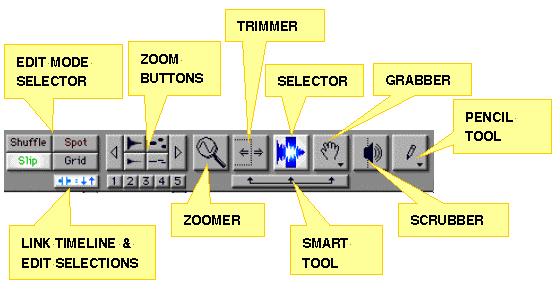 TRIMMER
EDIT MODE
SELECTOR
ZOOM
BUTTONS
SELECTOR
GRABBER
PENCIL
TOOL
Shuffle Spot
Slip Grid
1 2 3 4 5
LINK TIMELINE &
EDIT SELECTIONS
ZOOMER
SMART
TOOL
SCRUBBER